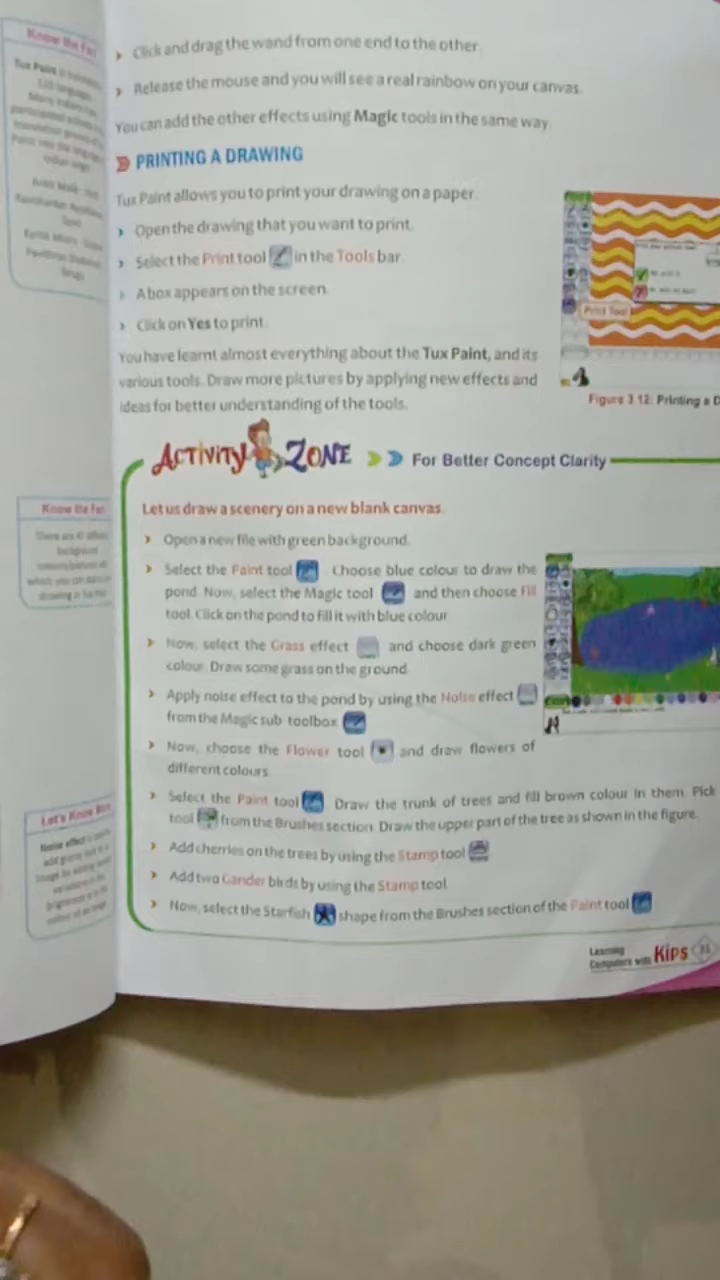 Click and drag the wand from one end to the other.
Release the mouse and you will see a real rainbow on your canvas.
You can add the other effects using Magic tools in the same way.
PRINTING A DRAWING
Tux Paint allows you to print your drawing on a paper.
Open the drawing that you want to print.
Select the Print tool in the Tools bar.
A box appears on the screen.
Click on Yes to print.
You have learnt almost everything about the Tux Paint, and its
various tools. Draw more pictures by applying new effects and
ideas for better understanding of the tools.
Print Tool
Figure 3.12: Printing a D
ACTIVITY ZONE For Better Concept Clarity
Let us draw a scenery on a new blank canvas.
Open a new file with green background.
Select the Paint tool . Choose blue colour to draw the
pond. Now, select the Magic tool and then choose Fill
tool. Click on the pond to fill it with blue colour.
Now, select the Grass effect and choose dark green
colour. Draw some grass on the ground.
Apply noise effect to the pond by using the Noise effect
from the Magic sub toolbox
Now, choose the Flower tool and draw flowers of
different colours.
Select the Paint tool . Draw the trunk of trees and fill brown colour in them. Pick
tool from the Brushes section. Draw the upper part of the tree as shown in the figure.
Add cherries on the trees by using the Stamp tool
Add two Gander birds by using the Stamp tool.
Now, select the Starfish shape from the Brushes section of the Paint tool
Learning
Computers with Kips
Know the Fact
Tux Paint
Know the Fact
Let's Know More
Noise effect